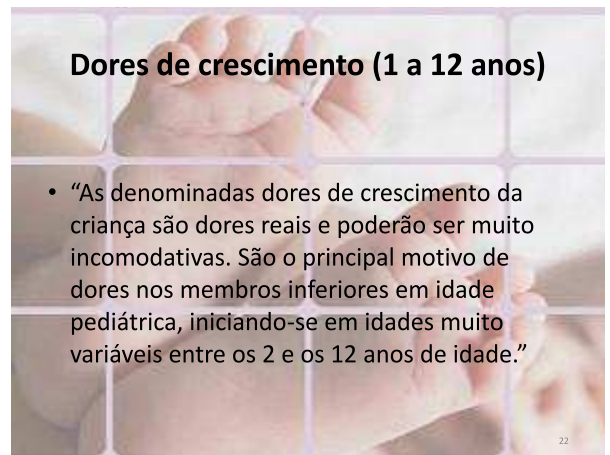 Dores de crescimento (1 a 12 anos)
• “As denominadas dores de crescimento da
criança são dores reais e poderão ser muito
incomodativas. São o principal motivo de
dores nos membros inferiores em idade
pediátrica, iniciando-se em idades muito
variáveis entre os 2 e os 12 anos de idade.”
22